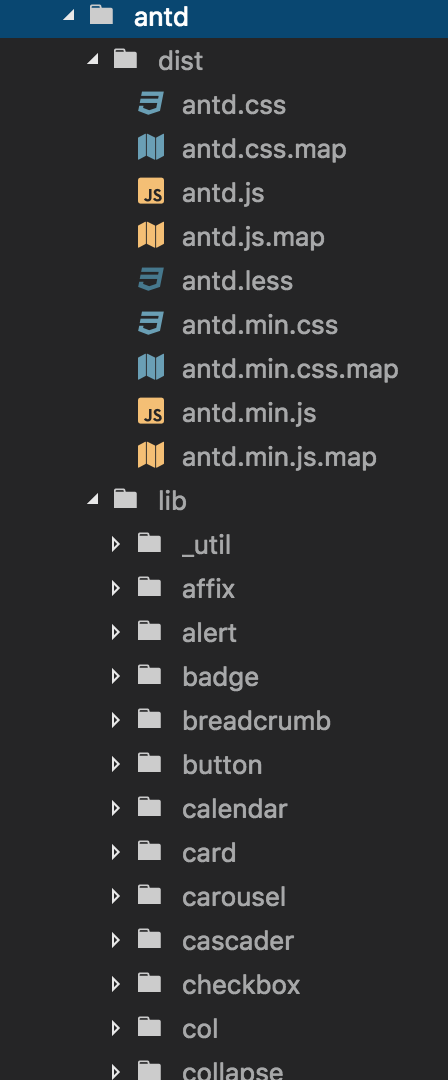 antd
dist
antd.css
antd.css.map
JS antd.js
antd.js.map
antd.less
antd.min.css
antd.min.css.map
JS antd.min.js
antd.min.js.map
lib
_util
affix
alert
badge
breadcrumb
button
calendar
card
carousel
cascader
checkbox
col
collapse